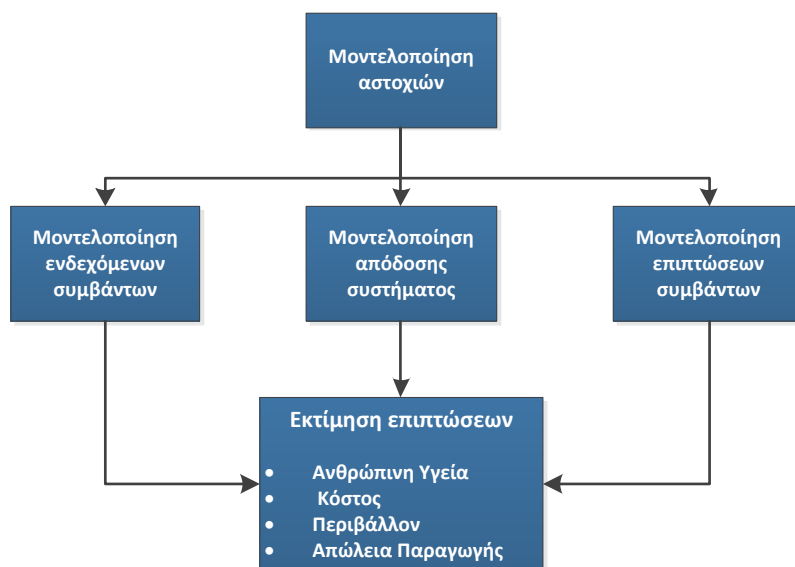 Μοντελοποίηση
αστοχιών
Μοντελοποίηση
ενδεχόμενων
συμβάντων
Μοντελοποίηση
απόδοσης
συστήματος
Μοντελοποίηση
επιπτώσεων
συμβάντων
Εκτίμηση επιπτώσεων
• Ανθρώπινη Υγεία
• Κόστος
• Περιβάλλον
• Απώλεια Παραγωγής